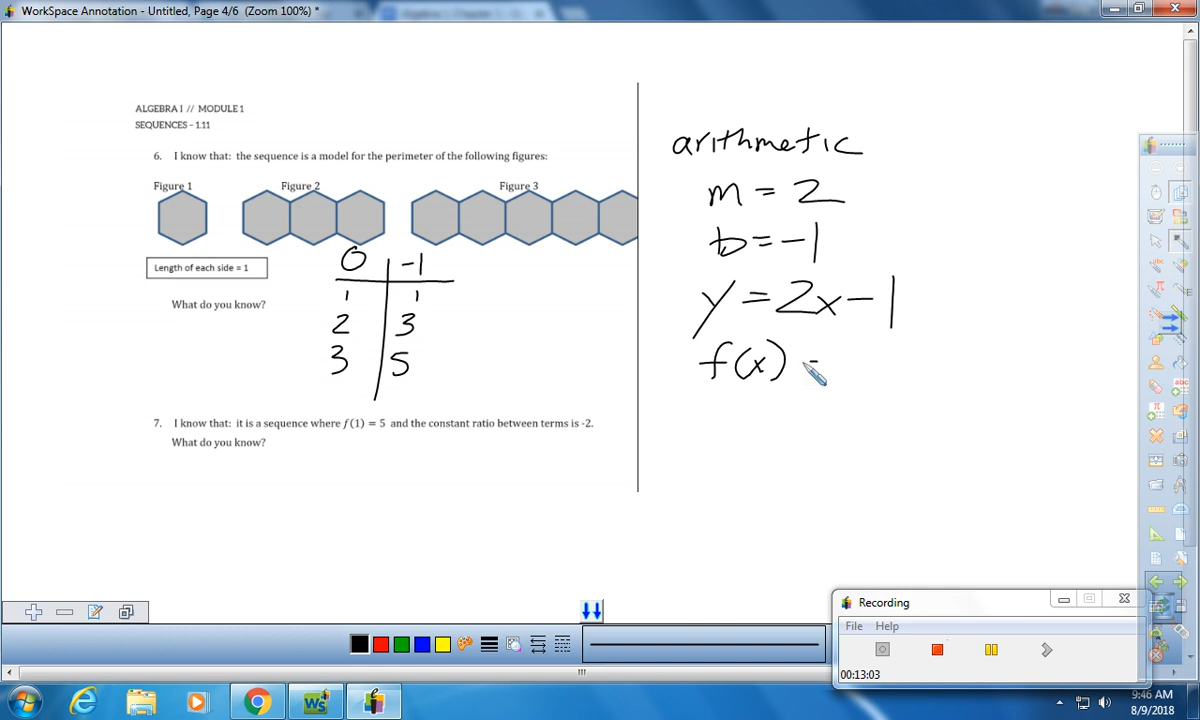 WorkSpace Annotation - Untitled, Page 4/6 (Zoom 100%) *
ALGEBRA I // MODULE 1
SEQUENCES – 1.11
6. I know that: the sequence is a model for the perimeter of the following figures:
Figure 1 Figure 2 Figure 3
Length of each side = 1
What do you know?
0 -1
1 1
2 3
3 5
7. I know that: it is a sequence where f(1) = 5 and the constant ratio between terms is -2.
What do you know?
arithmetic
m = 2
b = -1
y = 2x - 1
f(x) =
Recording
File Help
00:13:03
9:46 AM
8/9/2018